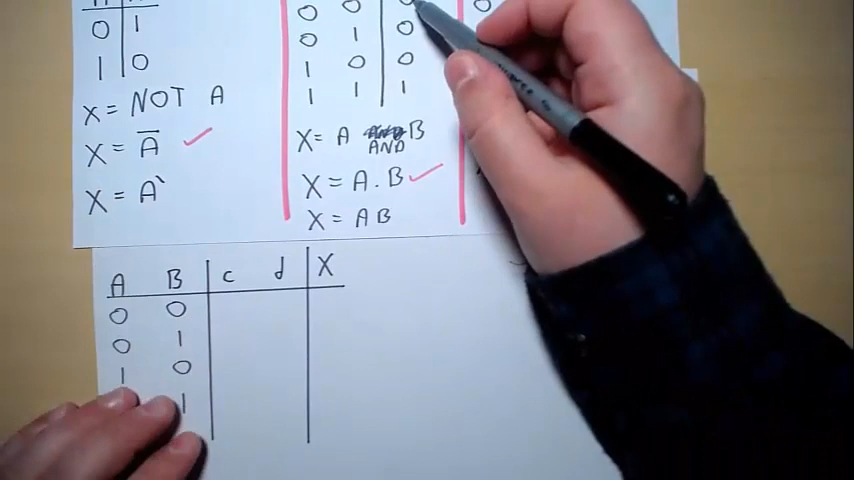 0 | 1
1 | 0
X = NOT A
X = A̅
X = A`
0 0
0 1 0
1 0 0
1 1 1
X = A AND B
X = A . B
X = AB
0
A B c d X
0 0
0 1
1 0
1